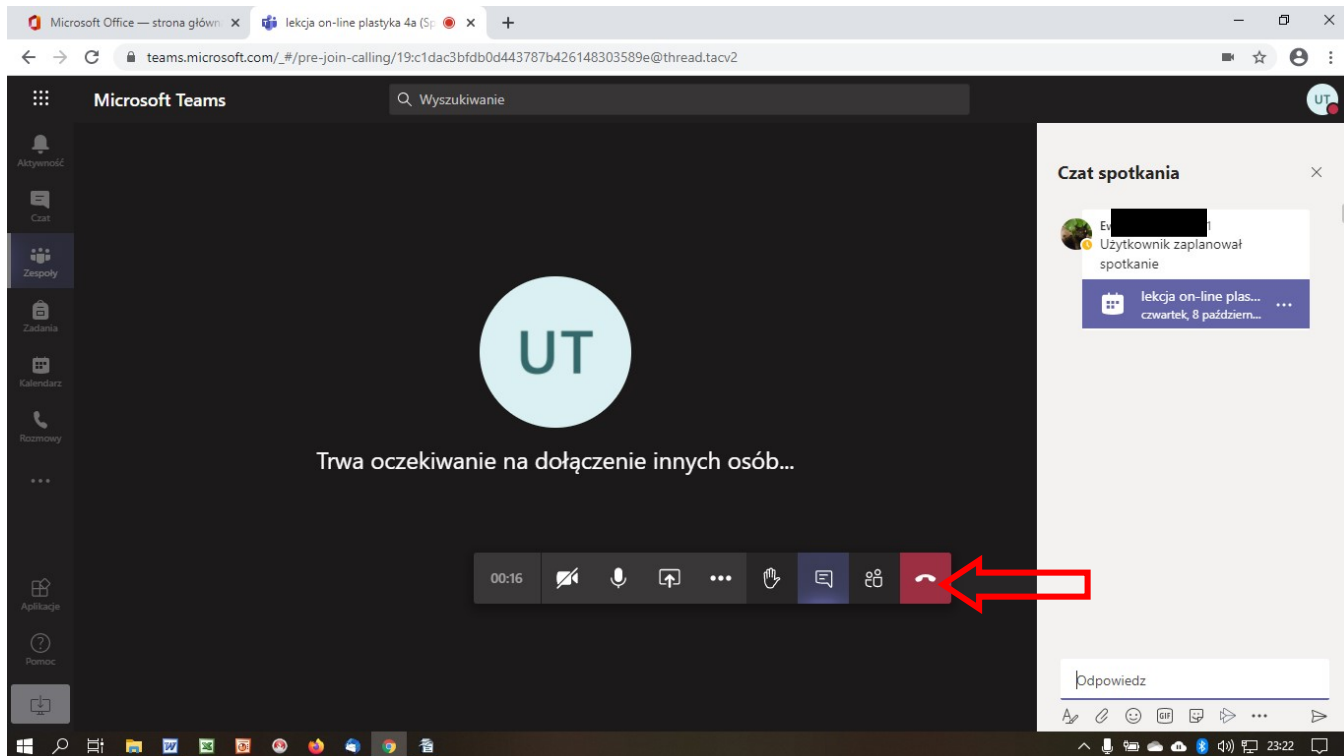 Microsoft Office — strona główn
lekcja on-line plastyka 4a (Sp
teams.microsoft.com/_#/pre-join-calling/19:c1dac3bfdb0d443787b426148303589e@thread.tacv2
Microsoft Teams
Wyszukiwanie
UT
Aktywność
Czat
Zespoły
Zadania
Kalendarz
Rozmowy
Aplikacje
Pomoc
UT
Trwa oczekiwanie na dołączenie innych osób...
00:16
Czat spotkania
Użytkownik zaplanował
spotkanie
lekcja on-line plas...
czwartek, 8 październ...
Odpowiedz
GIF
23:22